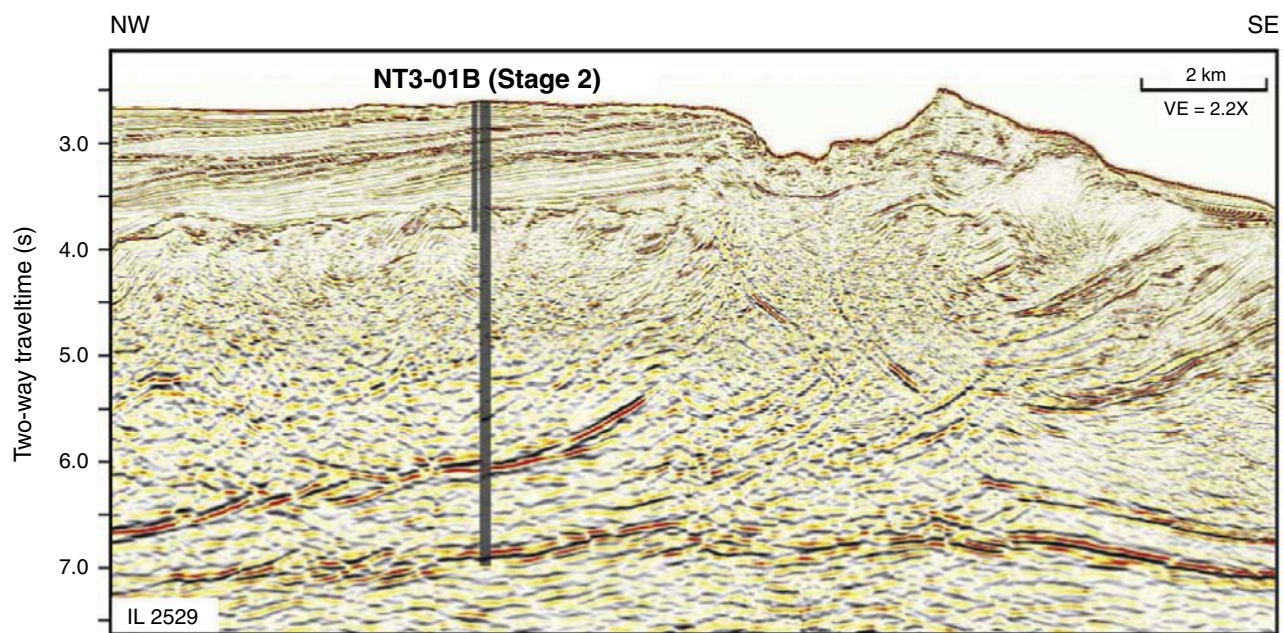 NW
SE
NT3-01B (Stage 2)
2 km
VE = 2.2X
Two-way traveltime (s)
3.0
4.0
5.0
6.0
7.0
IL 2529